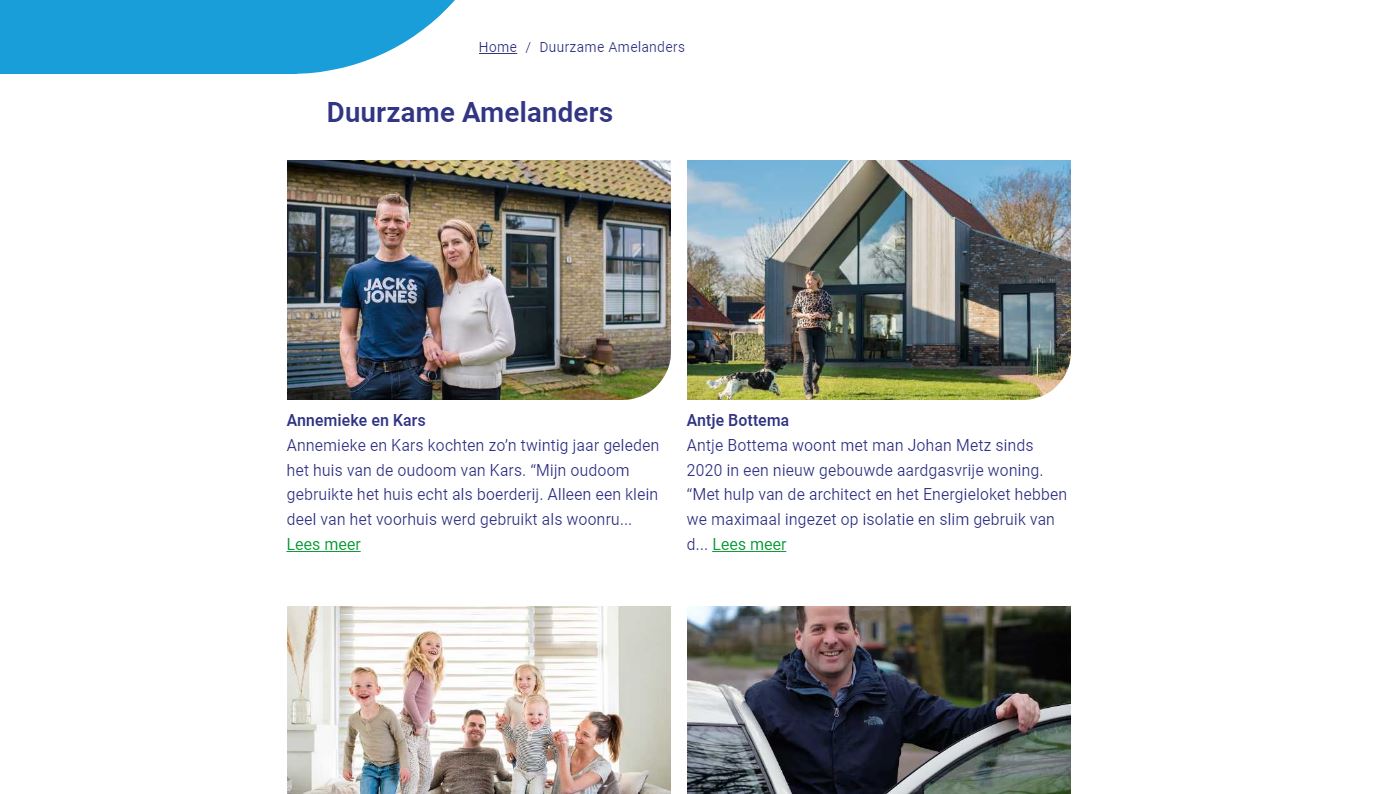 Home / Duurzame Amelanders
Duurzame Amelanders
JACK&
JONES
Annemieke en Kars
Annemieke en Kars kochten zo’n twintig jaar geleden
het huis van de oudoom van Kars. “Mijn oudoom
gebruikte het huis echt als boerderij. Alleen een klein
deel van het voorhuis werd gebruikt als woonru...
Lees meer
Antje Bottema
Antje Bottema woont met man Johan Metz sinds
2020 in een nieuw gebouwde aardgasvrije woning.
“Met hulp van de architect en het Energieloket hebben
we maximaal ingezet op isolatie en slim gebruik van
d... Lees meer